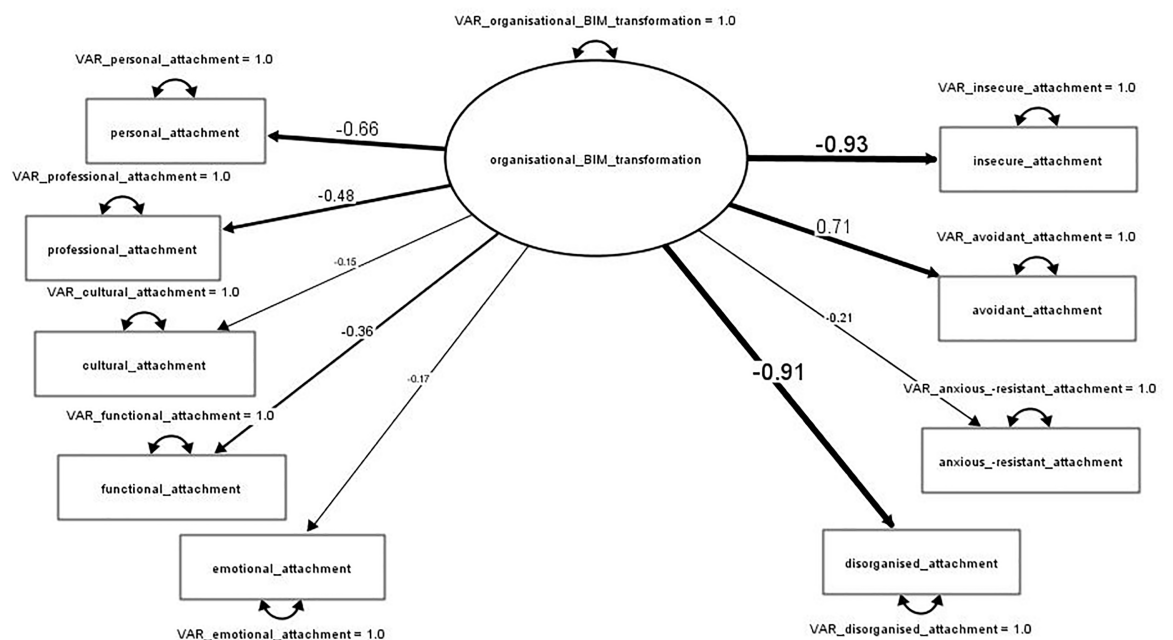 VAR_organisational_BIM_transformation = 1.0
VAR_personal_attachment = 1.0
personal_attachment
-0.66
organisational_BIM_transformation
-0.93
VAR_insecure_attachment = 1.0
insecure_attachment
VAR_professional_attachment = 1.0
professional_attachment
-0.48
0.71
VAR_avoidant_attachment = 1.0
avoidant_attachment
VAR_cultural_attachment = 1.0
cultural_attachment
-0.15
-0.21
VAR_anxious_-resistant_attachment = 1.0
anxious_-resistant_attachment
-0.36
VAR_functional_attachment = 1.0
functional_attachment
-0.17
-0.91
emotional_attachment
VAR_emotional_attachment = 1.0
disorganised_attachment
VAR_disorganised_attachment = 1.0